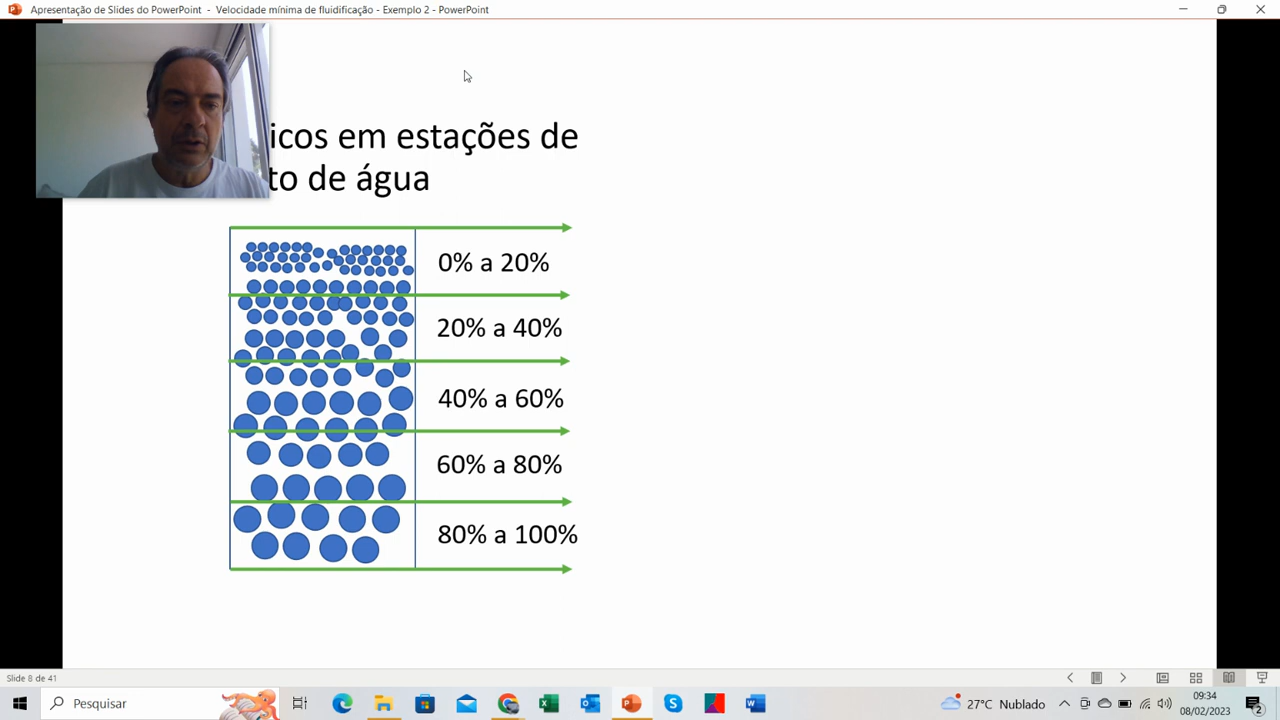 Apresentação de Slides do PowerPoint - Velocidade mínima de fluidificação - Exemplo 2 - PowerPoint
icos em estações de
to de água
0% a 20%
20% a 40%
40% a 60%
60% a 80%
80% a 100%
Slide 8 de 41
Pesquisar
27°C Nublado
09:34
08/02/2023
2